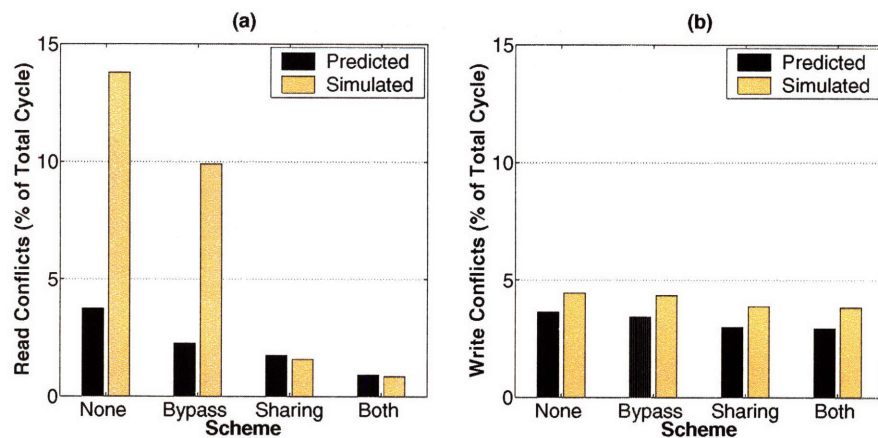 (a)
15
10
5
0
Read Conflicts (% of Total Cycle)
Predicted
Simulated
None Bypass Sharing Both
Scheme
(b)
15
10
5
0
Write Conflicts (% of Total Cycle)
Predicted
Simulated
None Bypass Sharing Both
Scheme